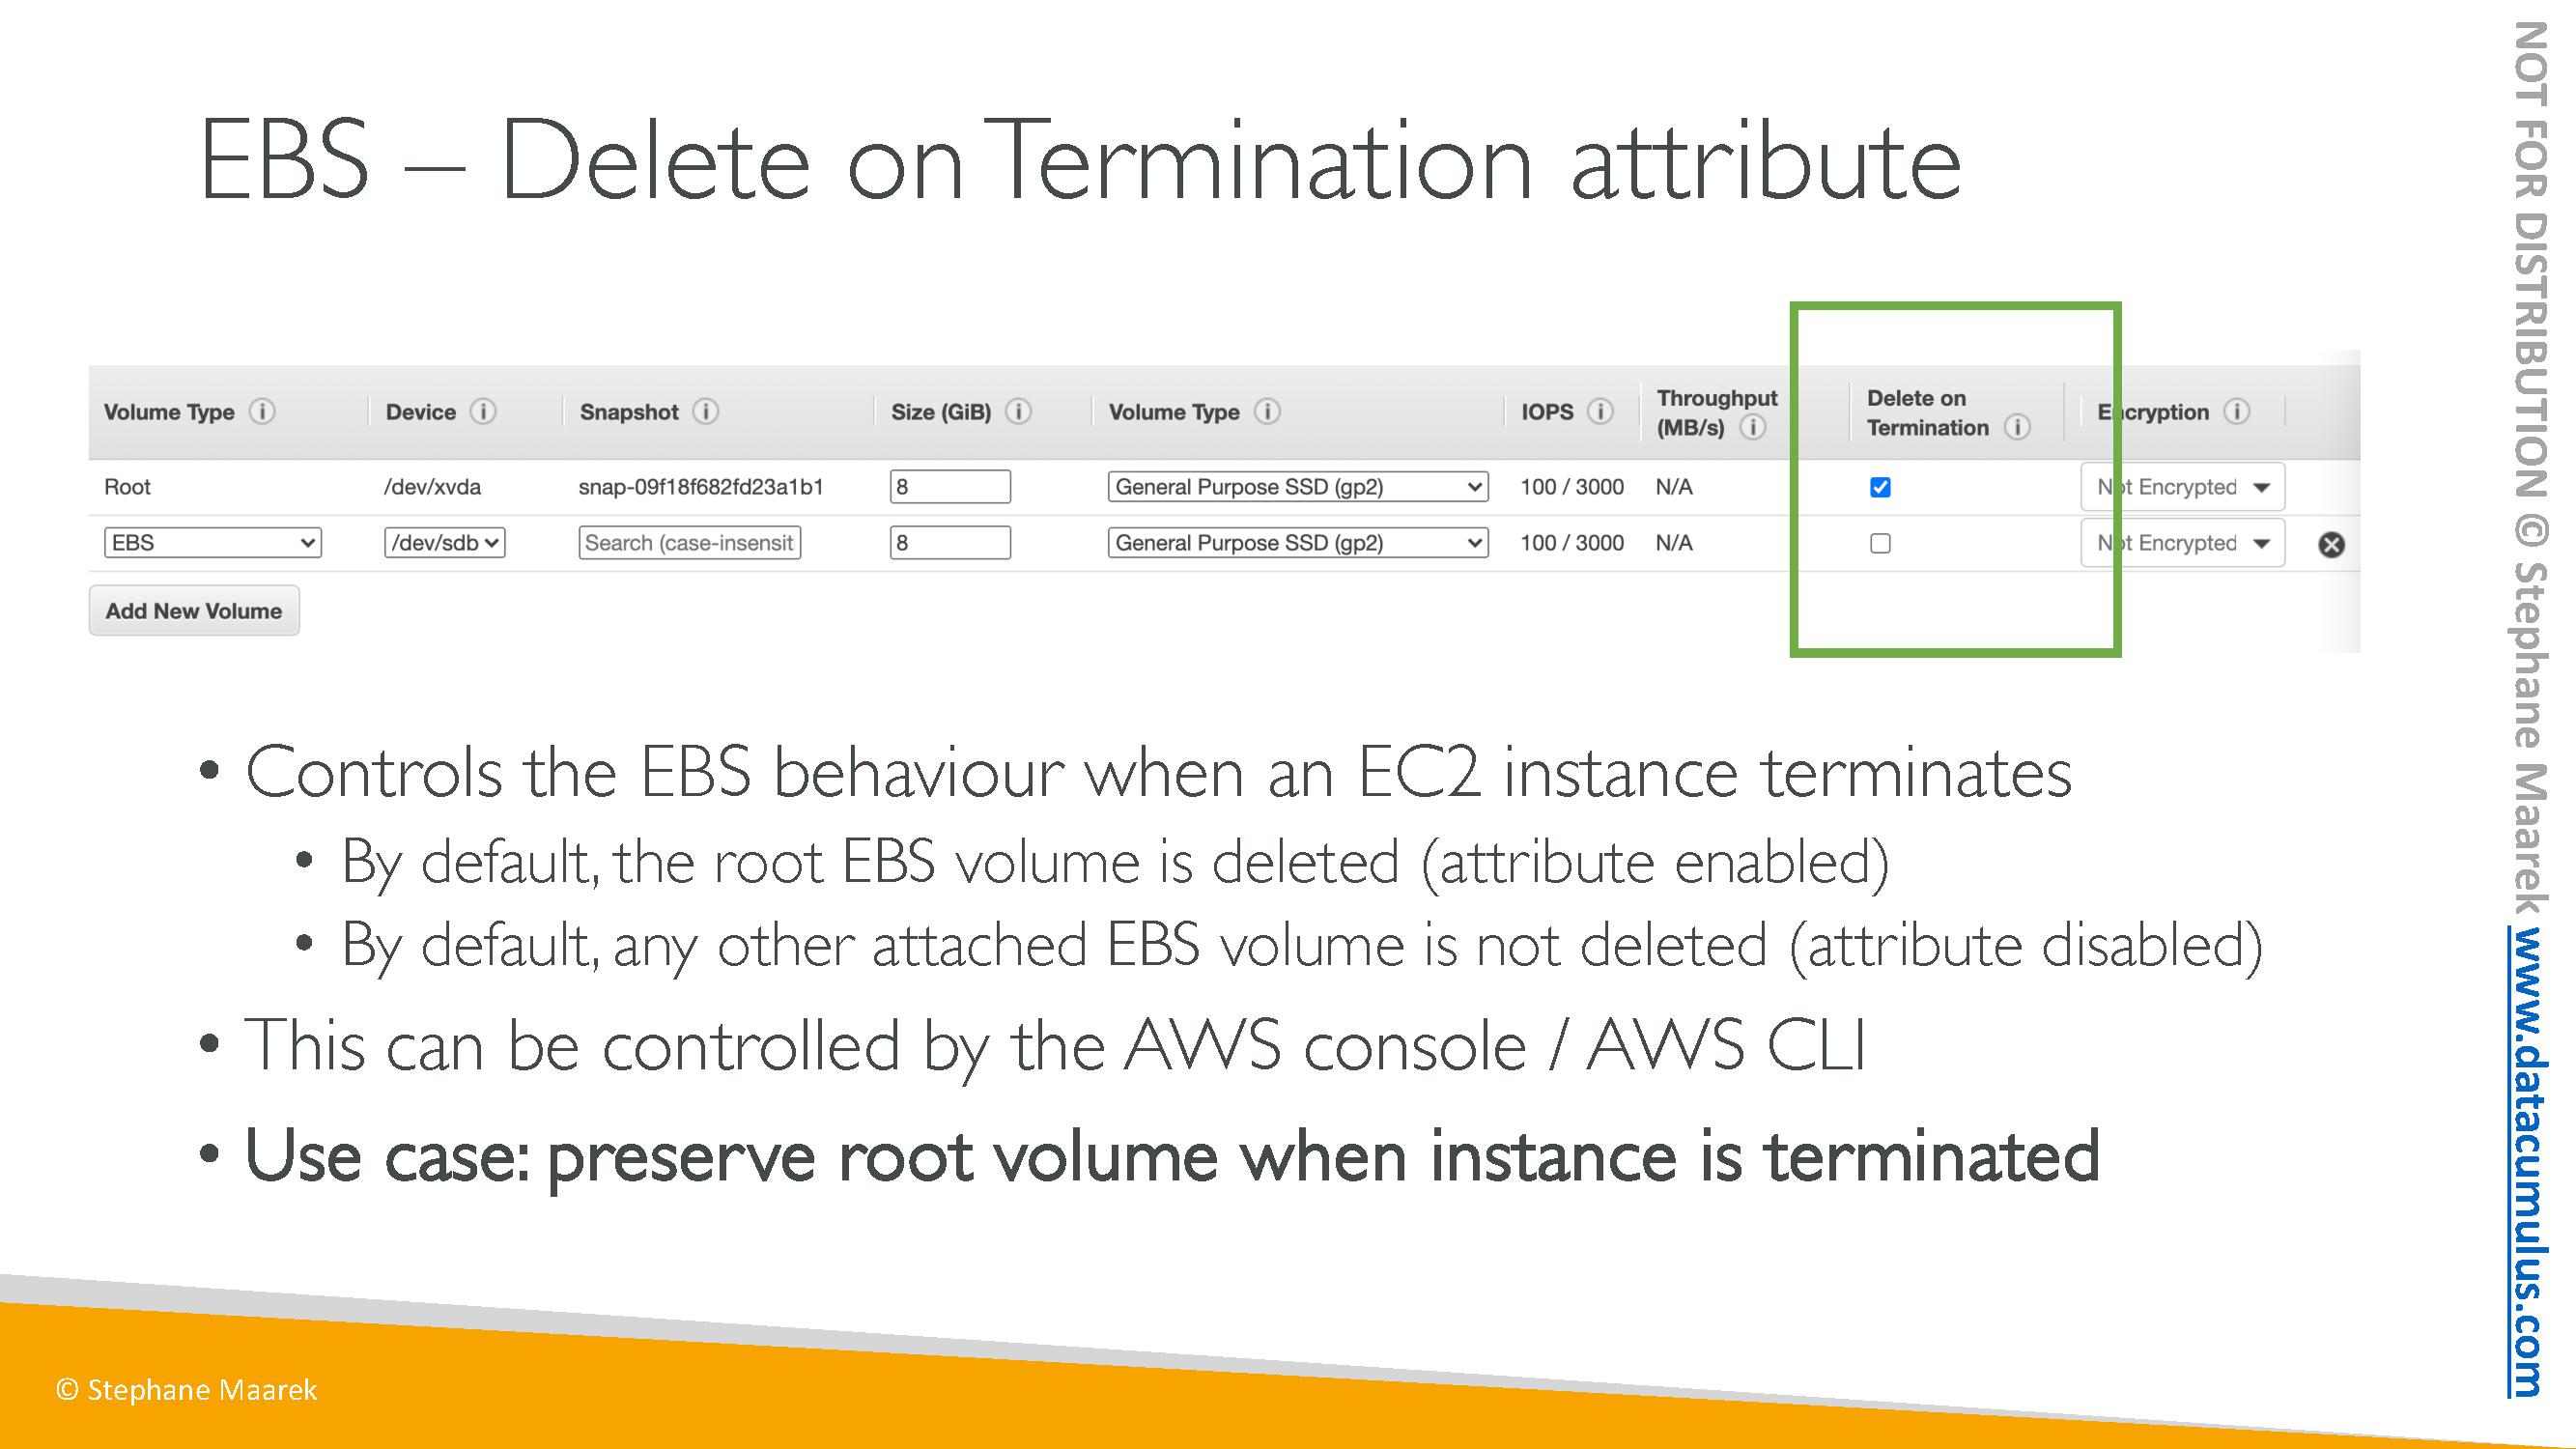 EBS – Delete on Termination attribute
Volume Type Device Snapshot Size (GiB) Volume Type IOPS Throughput (MB/s) Delete on Termination Encryption
Root /dev/xvda snap-09f18f682fd23a1b1 8 General Purpose SSD (gp2) 100 / 3000 N/A Not Encrypted
EBS /dev/sdb Search (case-insensit 8 General Purpose SSD (gp2) 100 / 3000 N/A Not Encrypted
Add New Volume
• Controls the EBS behaviour when an EC2 instance terminates
• By default, the root EBS volume is deleted (attribute enabled)
• By default, any other attached EBS volume is not deleted (attribute disabled)
• This can be controlled by the AWS console / AWS CLI
• Use case: preserve root volume when instance is terminated
© Stephane Maarek
NOT FOR DISTRIBUTION © Stephane Maarek www.datacumulus.com